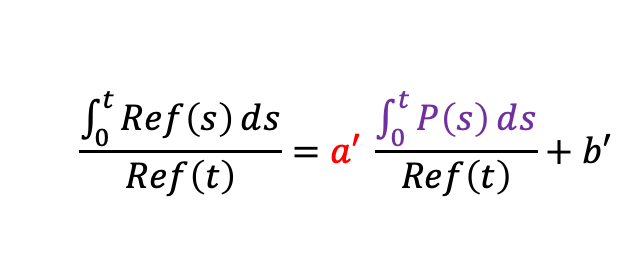 ∫₀ᵗ Ref(s) ds / Ref(t) = a′ ∫₀ᵗ P(s) ds / Ref(t) + b′